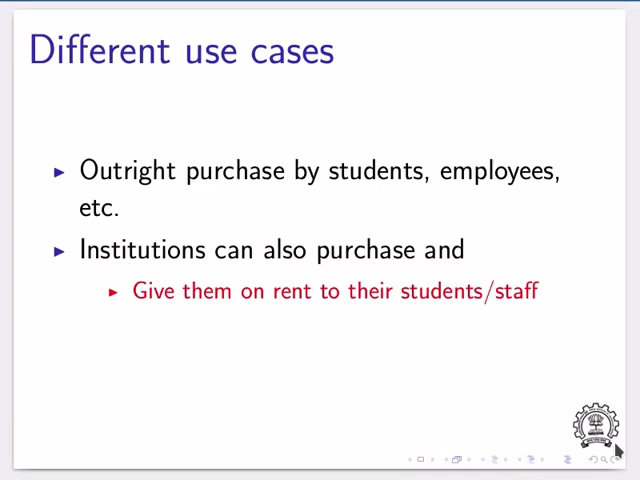 Different use cases
Outright purchase by students, employees,
etc.
Institutions can also purchase and
Give them on rent to their students/staff